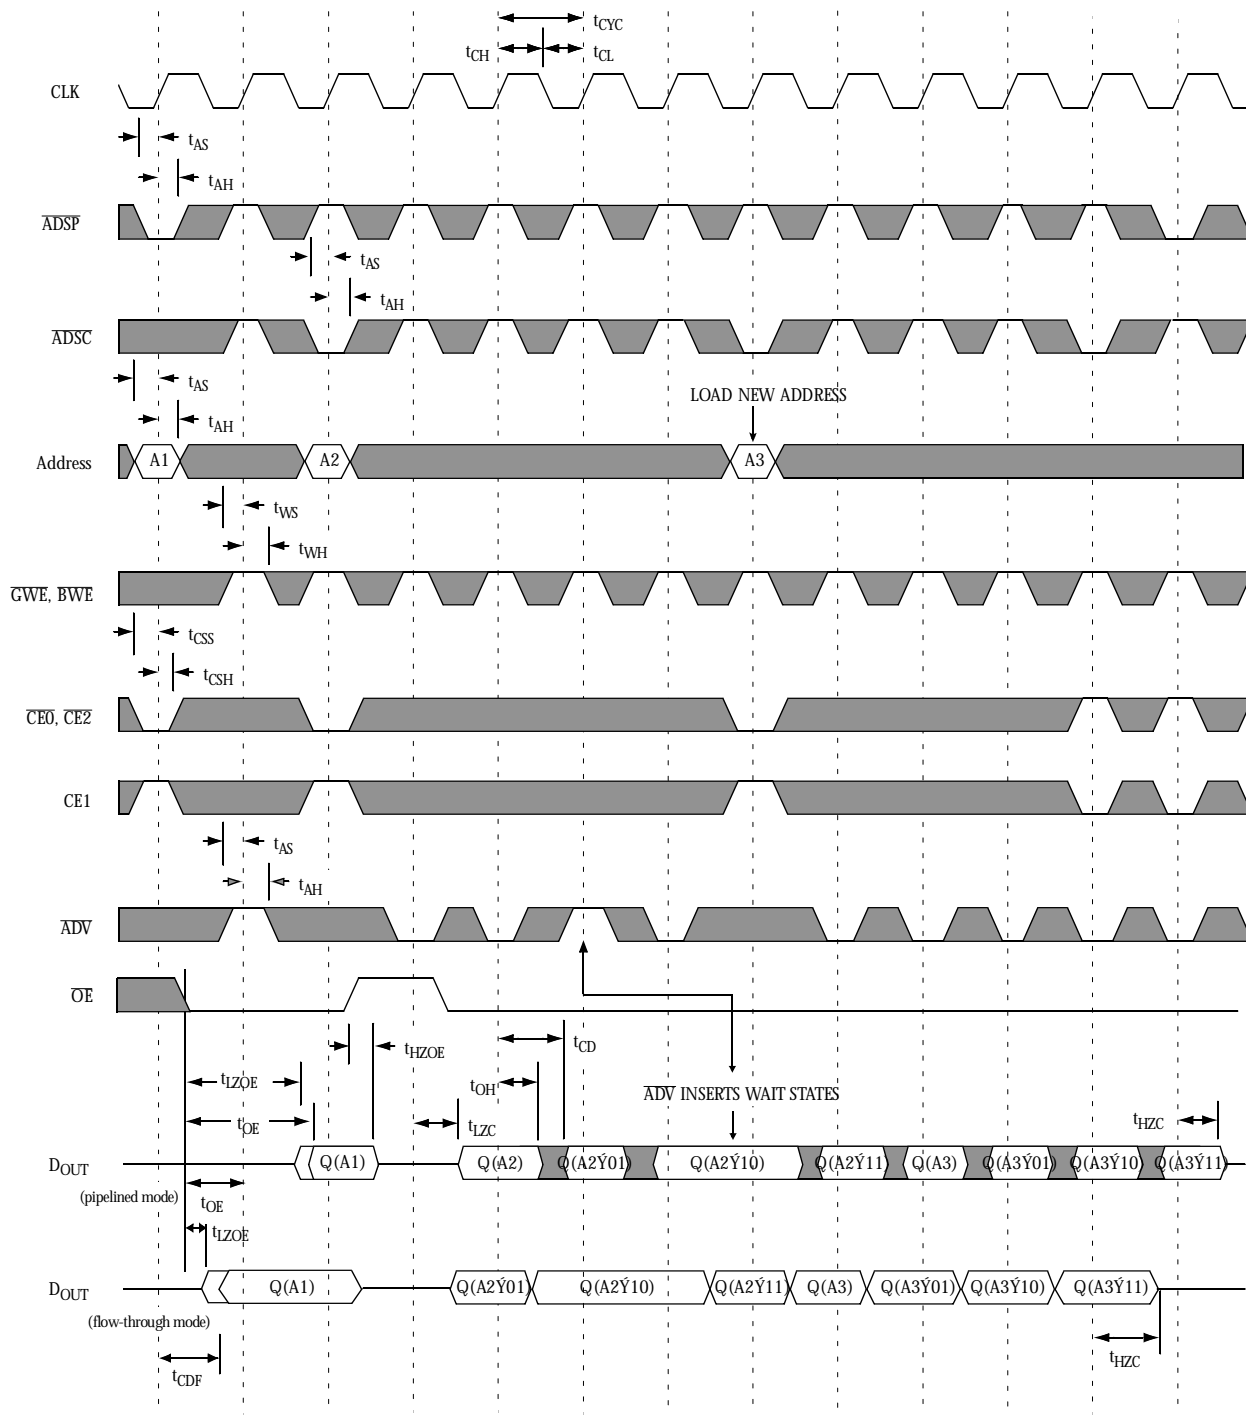 tCYC
tCH
tCL
CLK
tAS
tAH
ADSP
tAS
tAH
ADSC
tAS
LOAD NEW ADDRESS
tAH
Address
A1
A2
A3
tWS
tWH
GWE, BWE
tCSS
tCSH
CE0, CE2
CE1
tAS
tAH
ADV
OE
tCD
tHZOE
tLZOE
tOH
ADV INSERTS WAIT STATES
tOE
tLZC
tHZC
DOUT
Q(A1)
Q(A2)
Q(A2Ý01)
Q(A2Ý10)
Q(A2Ý11)
Q(A3)
Q(A3Ý01)
Q(A3Ý10)
Q(A3Ý11)
(pipelined mode)
tOE
tLZOE
DOUT
Q(A1)
Q(A2Ý01)
Q(A2Ý10)
Q(A2Ý11)
Q(A3)
Q(A3Ý01)
Q(A3Ý10)
Q(A3Ý11)
(flow-through mode)
tHZC
tCDF